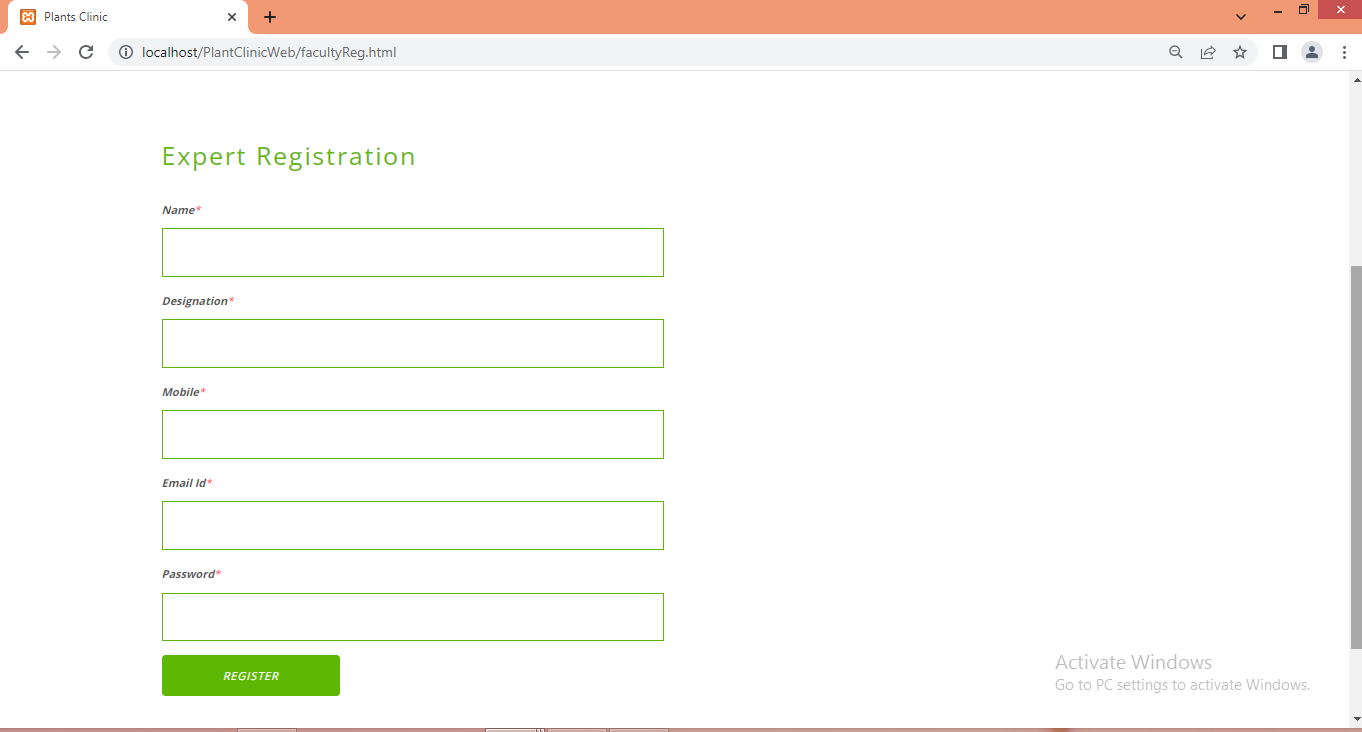 Plants Clinic
localhost/PlantClinicWeb/facultyReg.html
Expert Registration
Name*
Designation*
Mobile*
Email Id*
Password*
REGISTER
Activate Windows
Go to PC settings to activate Windows.